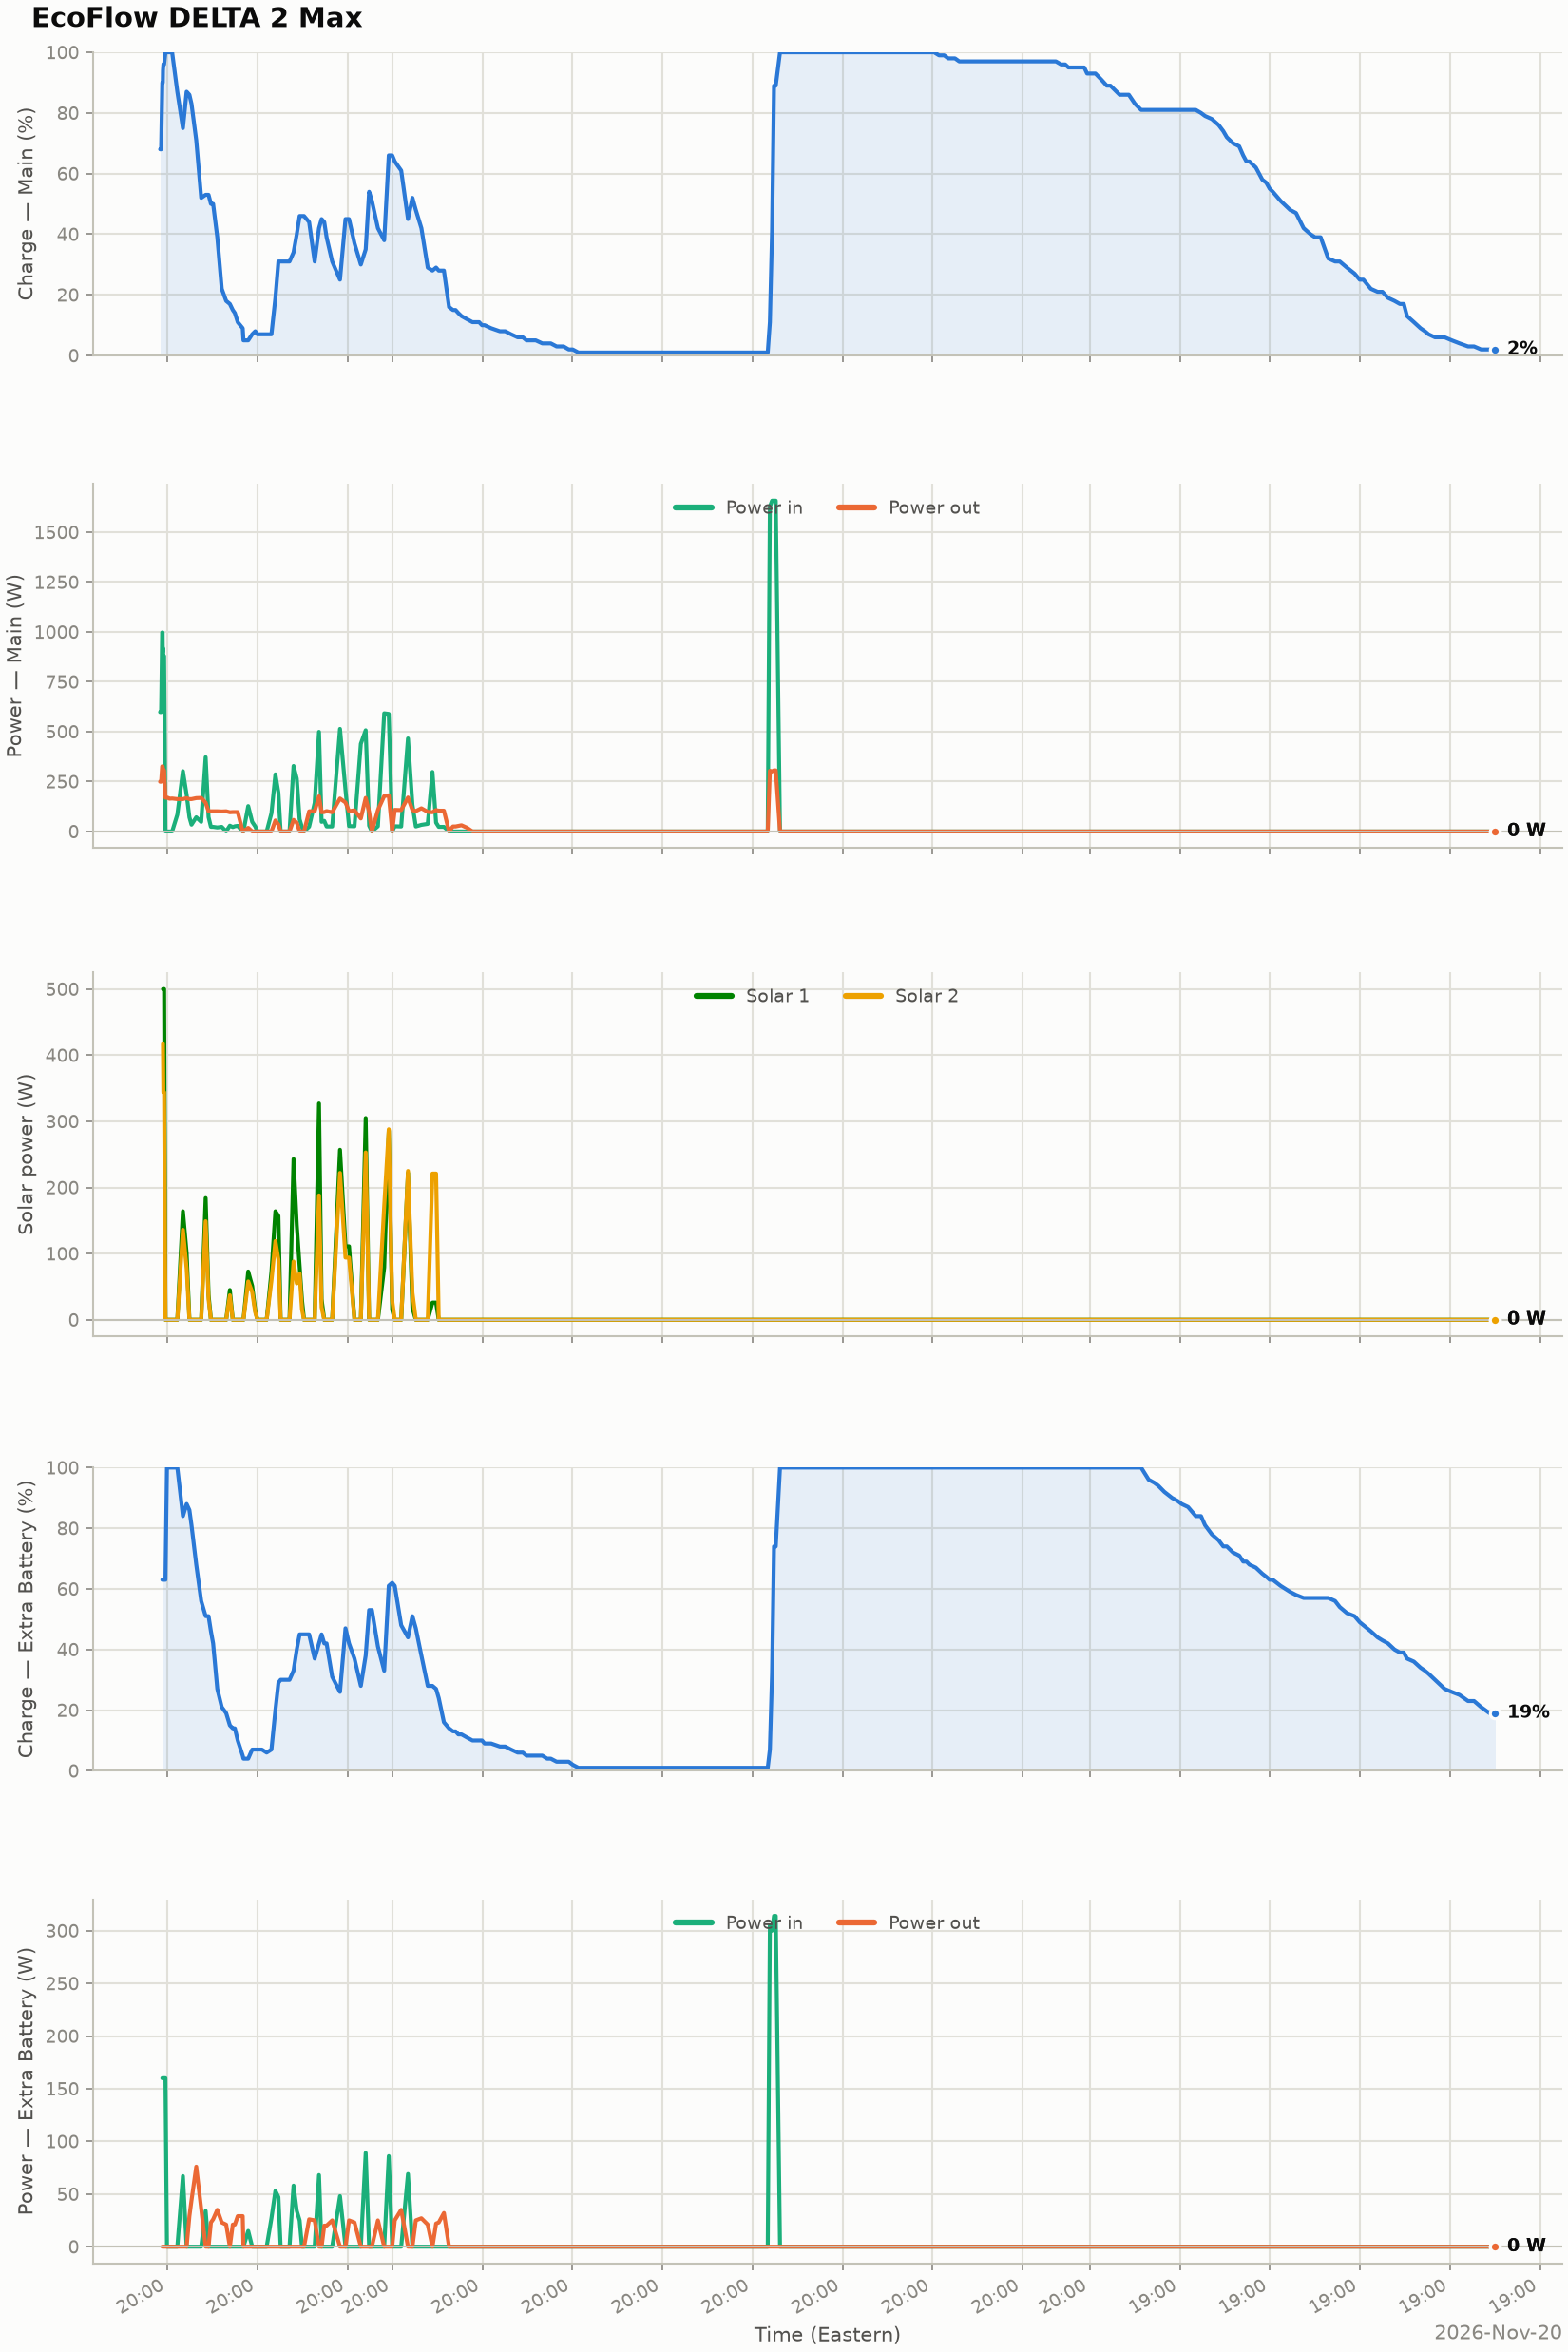 EcoFlow DELTA 2 Max
Charge — Main (%)
100
80
60
40
20
0
2%
Power — Main (W)
Power in
Power out
1500
1250
1000
750
500
250
0
0 W
Solar power (W)
Solar 1
Solar 2
500
400
300
200
100
0
0 W
Charge — Extra Battery (%)
100
80
60
40
20
0
19%
Power — Extra Battery (W)
Power in
Power out
300
250
200
150
100
50
0
0 W
20:00 20:00 20:00 20:00 20:00 20:00 20:00 20:00 20:00 20:00 20:00 20:00 19:00 19:00 19:00 19:00 19:00
Time (Eastern)
2026-Nov-20